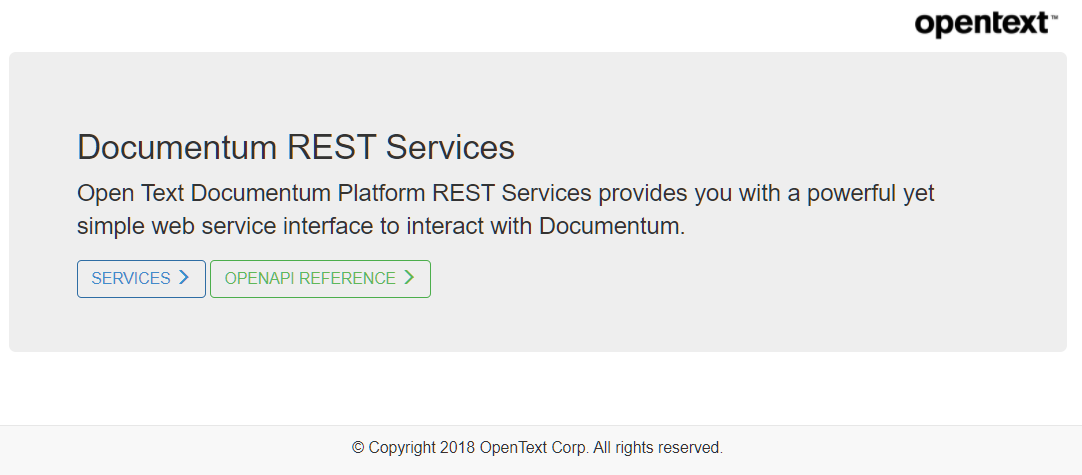 opentext™
Documentum REST Services
Open Text Documentum Platform REST Services provides you with a powerful yet
simple web service interface to interact with Documentum.
SERVICES
OPENAPI REFERENCE
© Copyright 2018 OpenText Corp. All rights reserved.